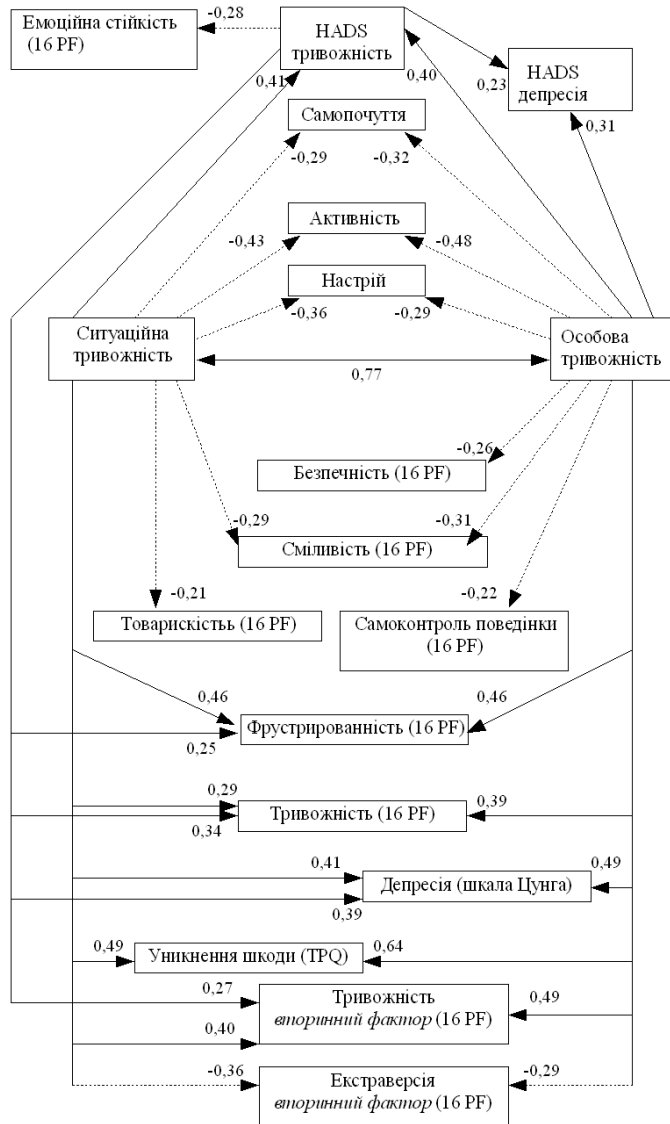 Емоційна стійкість
(16 PF)
-0,28
HADS
тривожність
0,41
0,40
0,23
HADS
депресія
0,31
Самопочуття
-0,29
-0,32
Активність
-0,43
-0,48
Настрій
-0,36
-0,29
Ситуаційна
тривожність
Особова
тривожність
0,77
-0,26
Безпечність (16 PF)
-0,29
-0,31
Сміливість (16 PF)
-0,21
-0,22
Товарискістьь (16 PF)
Самоконтроль поведінки
(16 PF)
0,46
0,46
Фрустрированність (16 PF)
0,25
0,29
0,39
Тривожність (16 PF)
0,34
0,41
0,49
Депресія (шкала Цунга)
0,39
0,49
0,64
Уникнення шкоди (TPQ)
0,27
0,49
Тривожність
вторинний фактор (16 PF)
0,40
-0,36
-0,29
Екстраверсія
вторинний фактор (16 PF)